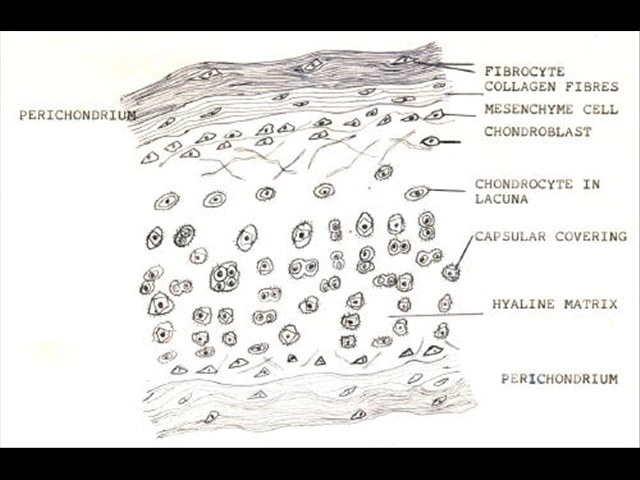 FIBROCYTE
COLLAGEN FIBRES
PERICHONDRIUM
MESENCHYME CELL
CHONDROBLAST
CHONDROCYTE IN
LACUNA
CAPSULAR COVERING
HYALINE MATRIX
PERICHONDRIUM